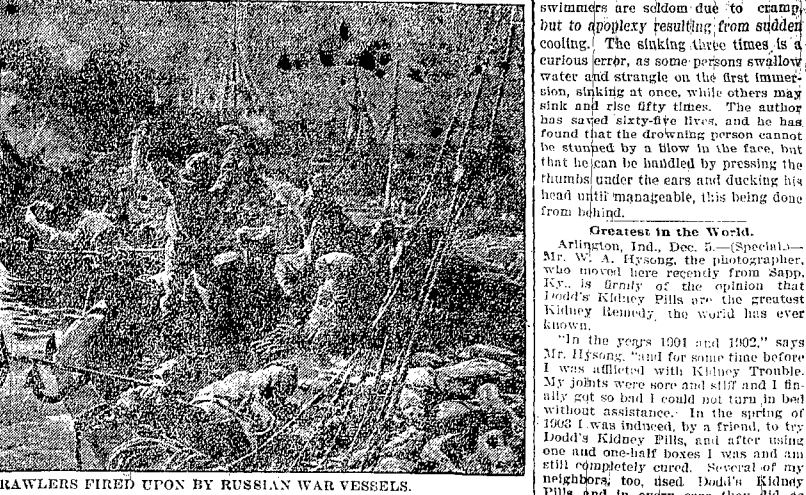 RAWLERS FIRED UPON BY RUSSIAN WAR VESSELS.
swimmers are seldom due to cramp,
but to apoplexy resulting from sudden
cooling. The sinking three times is a
curious error, as some persons swallow
water and strangle on the first immer-
sion, sinking at once, while others may
sink and rise fifty times. The author
has saved sixty-five lives, and he has
found that the drowning person cannot
be stunned by a blow in the face, but
that he can be handled by pressing the
thumbs under the ears and ducking his
head until manageable, this being done
from behind.
Greatest in the World.
Arlington, Ind., Dec. 5.—(Special.)—
Mr. W. A. Hysong, the photographer,
who moved here recently from Sapp,
Ky., is firmly of the opinion that
Dodd's Kidney Pills are the greatest
Kidney Remedy the world has ever
known.
"In the years 1901 and 1902," says
Mr. Hysong, "and for some time before
I was afflicted with Kidney Trouble.
My joints were sore and stiff and I fin-
ally got so bad I could not turn in bed
without assistance. In the spring of
1903 I was induced, by a friend, to try
Dodd's Kidney Pills, and after using
one and one-half boxes I was and am
still completely cured. Several of my
neighbors, too, used Dodd's Kidney
Pills and in every case they did as